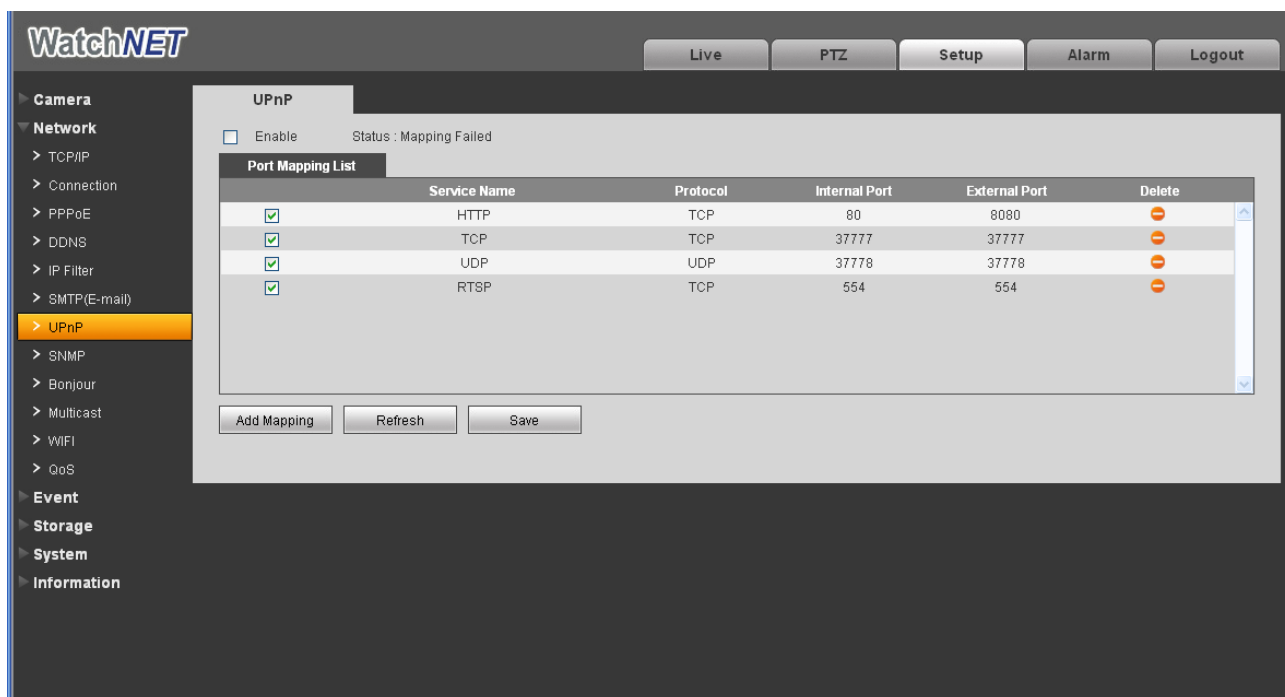 WatchNET
Live PTZ Setup Alarm Logout
Camera
Network
TCP/IP
Connection
PPPoE
DDNS
IP Filter
SMTP(E-mail)
UPnP
SNMP
Bonjour
Multicast
WIFI
QoS
Event
Storage
System
Information
UPnP
Enable Status : Mapping Failed
Port Mapping List
Service Name Protocol Internal Port External Port Delete
HTTP TCP 80 8080
TCP TCP 37777 37777
UDP UDP 37778 37778
RTSP TCP 554 554
Add Mapping Refresh Save